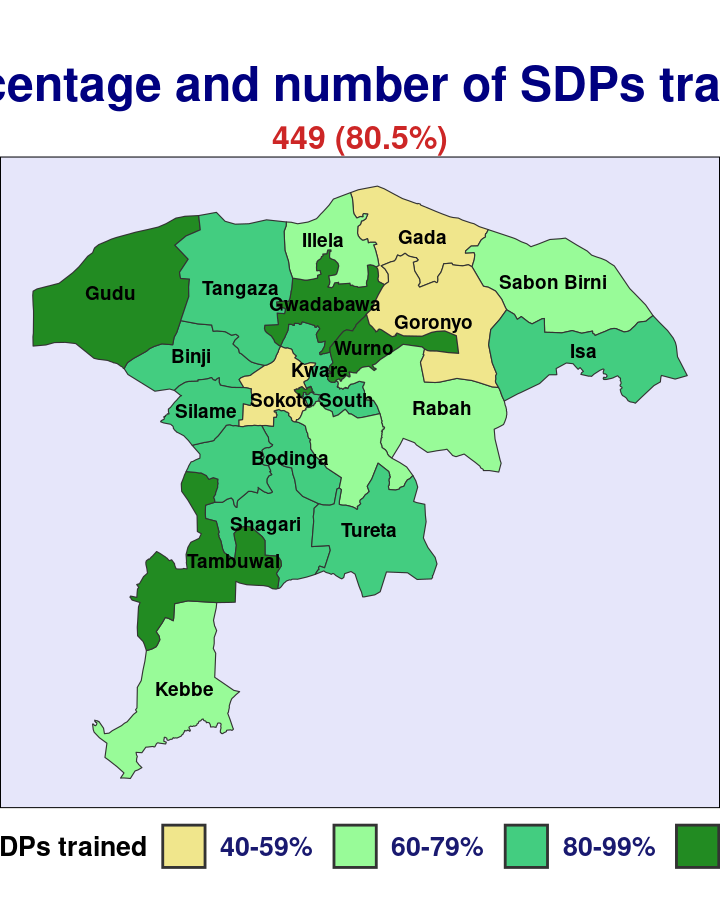 centage and number of SDPs tra
449 (80.5%)
Illela
Gada
Sabon Birni
Gudu
Tangaza
Gwadabawa
Goronyo
Wurno
Isa
Binji
Kware
Sokoto South
Rabah
Silame
Bodinga
Shagari
Tureta
Tambuwal
Kebbe
DPs trained 40-59% 60-79% 80-99%